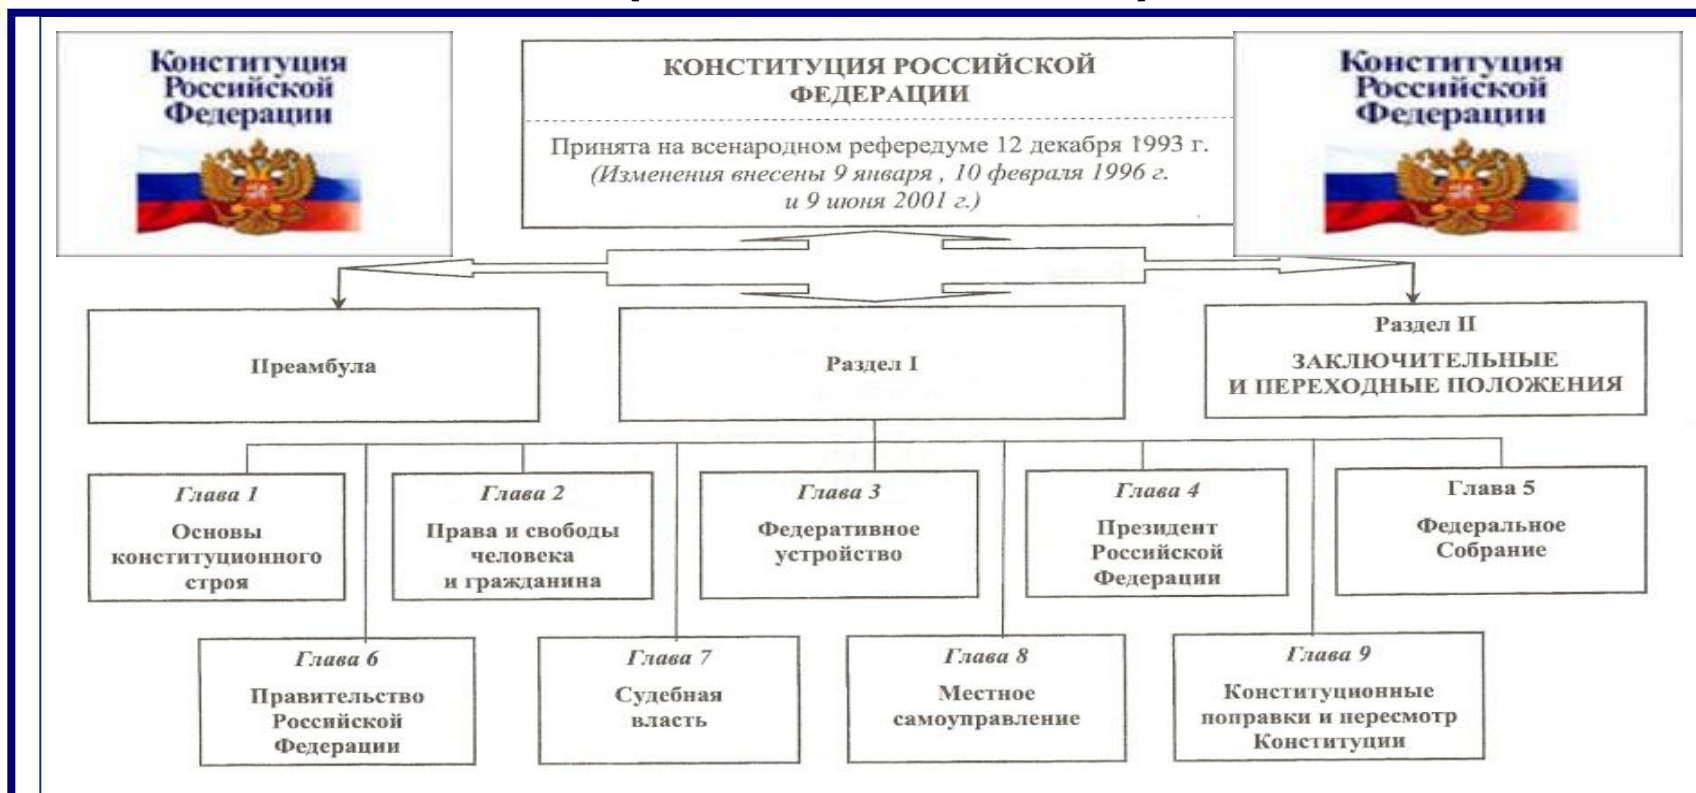 Конституция
Российской
Федерации
КОНСТИТУЦИЯ РОССИЙСКОЙ
ФЕДЕРАЦИИ
Принята на всенародном рефередуме 12 декабря 1993 г.
(Изменения внесены 9 января , 10 февраля 1996 г.
и 9 июня 2001 г.)
Конституция
Российской
Федерации
Преамбула
Раздел I
Раздел II
ЗАКЛЮЧИТЕЛЬНЫЕ
И ПЕРЕХОДНЫЕ ПОЛОЖЕНИЯ
Глава 1
Основы
конституционного
строя
Глава 2
Права и свободы
человека
и гражданина
Глава 3
Федеративное
устройство
Глава 4
Президент
Российской
Федерации
Глава 5
Федеральное
Собрание
Глава 6
Правительство
Российской
Федерации
Глава 7
Судебная
власть
Глава 8
Местное
самоуправление
Глава 9
Конституционные
поправки и пересмотр
Конституции